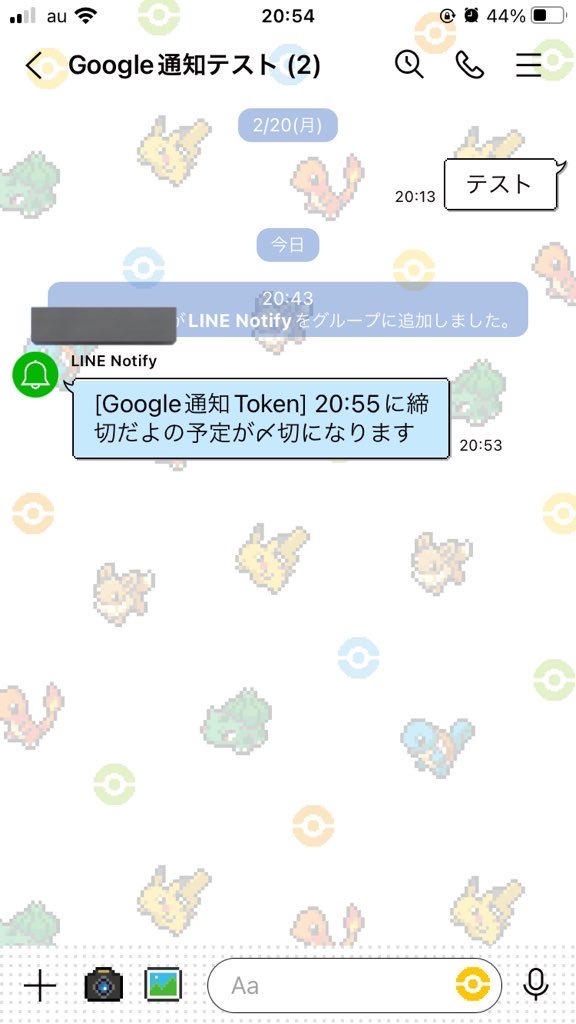 au 20:54 44%
Google通知テスト (2)
2/20(月)
テスト
20:13
今日
20:43
がLINE Notifyをグループに追加しました。
LINE Notify
[Google通知Token] 20:55に締
切だよの予定が〆切になります
20:53
Aa